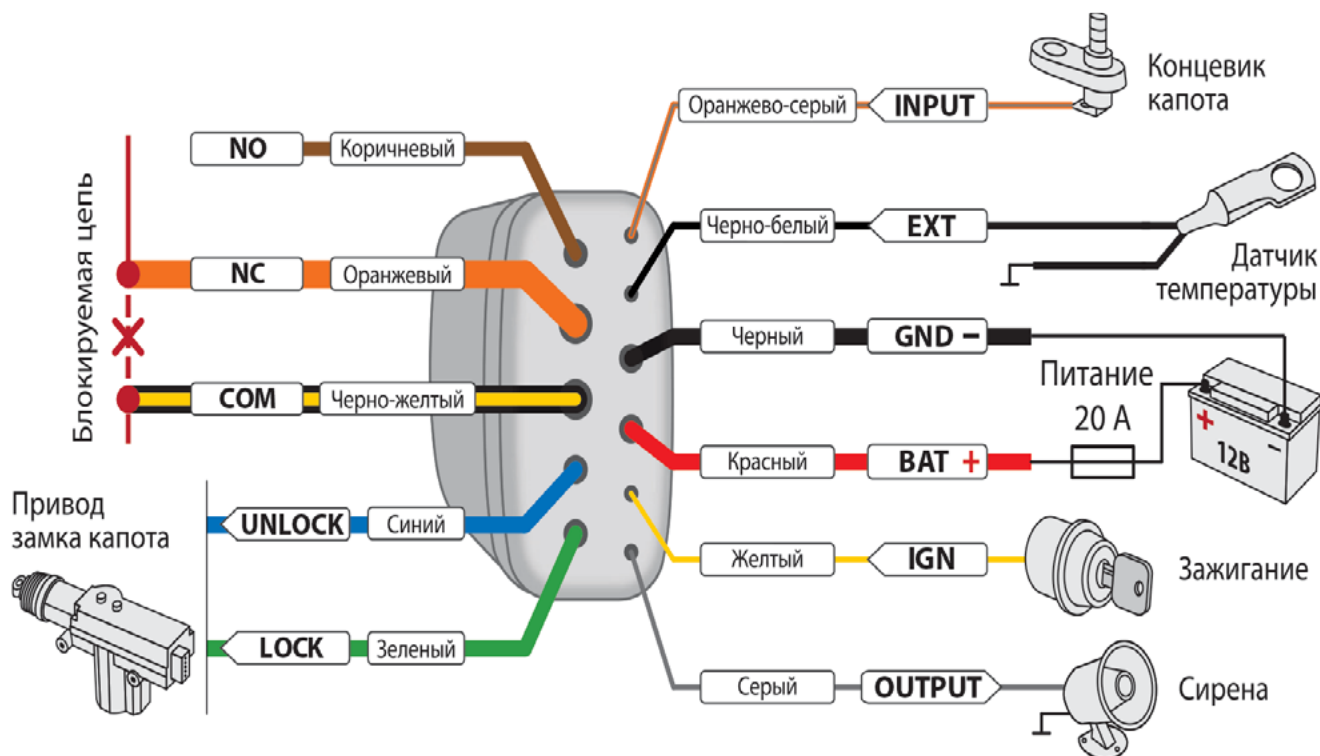 Блокируемая цепь
NO
Коричневый
NC
Оранжевый
COM
Черно-желтый
Привод
замка капота
UNLOCK
Синий
LOCK
Зеленый
Оранжево-серый
INPUT
Концевик
капота
Черно-белый
EXT
Датчик
температуры
Черный
GND –
Питание
20 А
Красный
BAT +
+ –
12В
Желтый
IGN
Зажигание
Серый
OUTPUT
Сирена